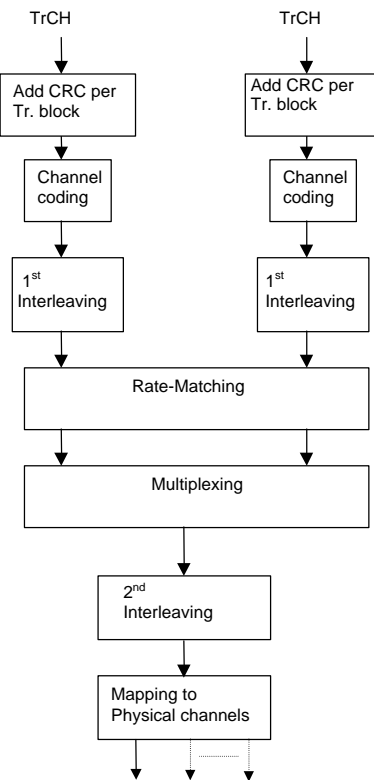 TrCH
TrCH
Add CRC per
Tr. block
Add CRC per
Tr. block
Channel
coding
Channel
coding
1st
Interleaving
1st
Interleaving
Rate-Matching
Multiplexing
2nd
Interleaving
Mapping to
Physical channels